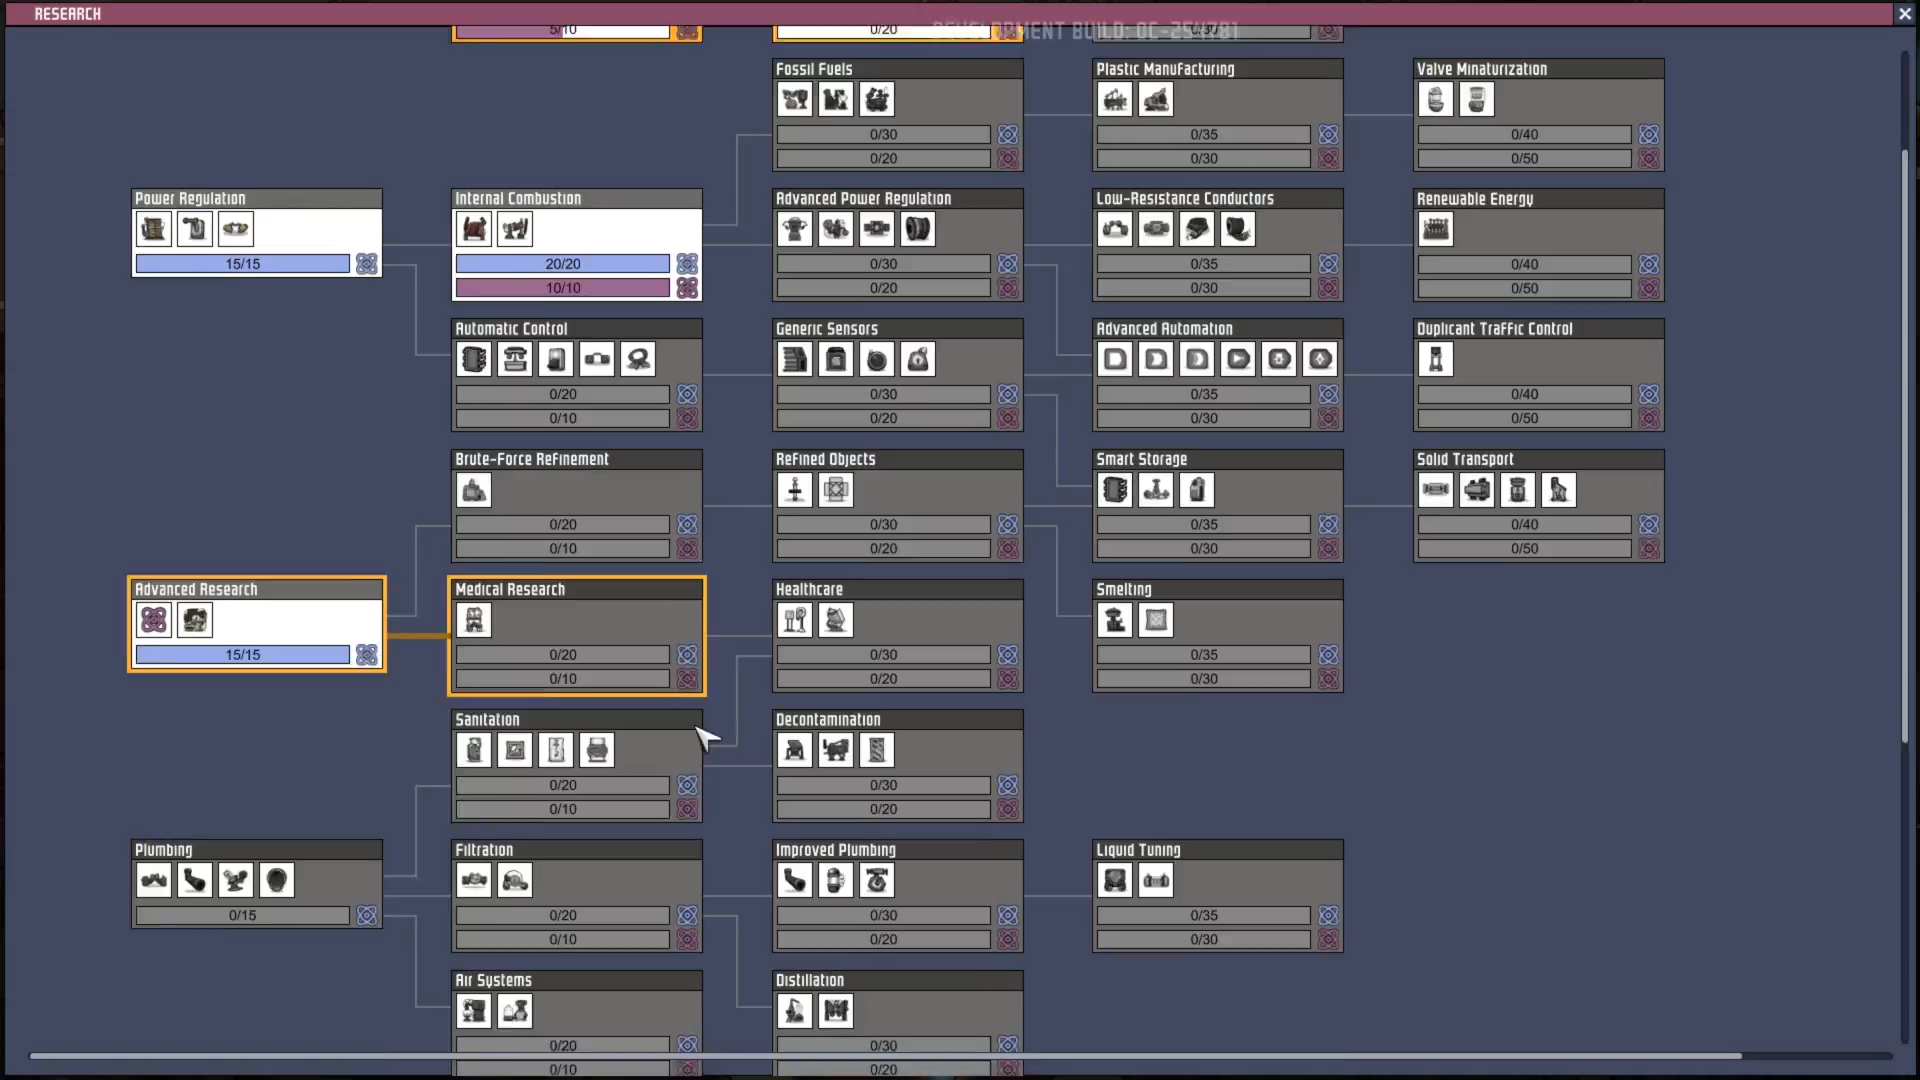 RESEARCH
DEVELOPMENT BUILD: OC-254781
5/10
0/20
0/30
Fossil Fuels
0/30
0/20
Plastic Manufacturing
0/35
0/30
Valve Minaturization
0/40
0/50
Power Regulation
15/15
Internal Combustion
20/20
10/10
Advanced Power Regulation
0/30
0/20
Low-Resistance Conductors
0/35
0/30
Renewable Energy
0/40
0/50
Automatic Control
0/20
0/10
Generic Sensors
0/30
0/20
Advanced Automation
0/35
0/30
Duplicant Traffic Control
0/40
0/50
Brute-Force Refinement
0/20
0/10
Refined Objects
0/30
0/20
Smart Storage
0/35
0/30
Solid Transport
0/40
0/50
Advanced Research
15/15
Medical Research
0/20
0/10
Healthcare
0/30
0/20
Smelting
0/35
0/30
Sanitation
0/20
0/10
Decontamination
0/30
0/20
Plumbing
0/15
Filtration
0/20
0/10
Improved Plumbing
0/30
0/20
Liquid Tuning
0/35
0/30
Air Systems
0/20
0/10
Distillation
0/30
0/20